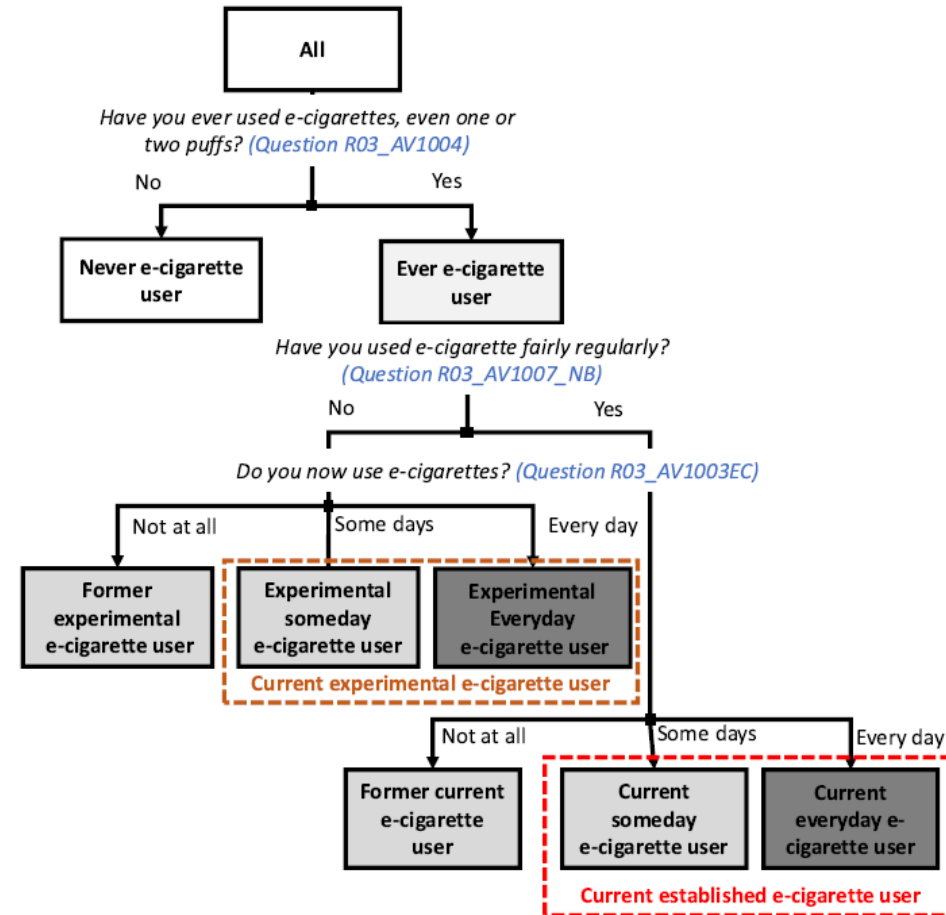 All
Have you ever used e-cigarettes, even one or
two puffs? (Question R03_AV1004)
No
Yes
Never e-cigarette
user
Ever e-cigarette
user
Have you used e-cigarette fairly regularly?
(Question R03_AV1007_NB)
No
Yes
Do you now use e-cigarettes? (Question R03_AV1003EC)
Not at all
Some days
Every day
Former
experimental
e-cigarette user
Experimental
someday
e-cigarette user
Experimental
Everyday
e-cigarette user
Current experimental e-cigarette user
Not at all
Some days
Every day
Former current
e-cigarette
user
Current
someday
e-cigarette user
Current
everyday e-
cigarette user
Current established e-cigarette user